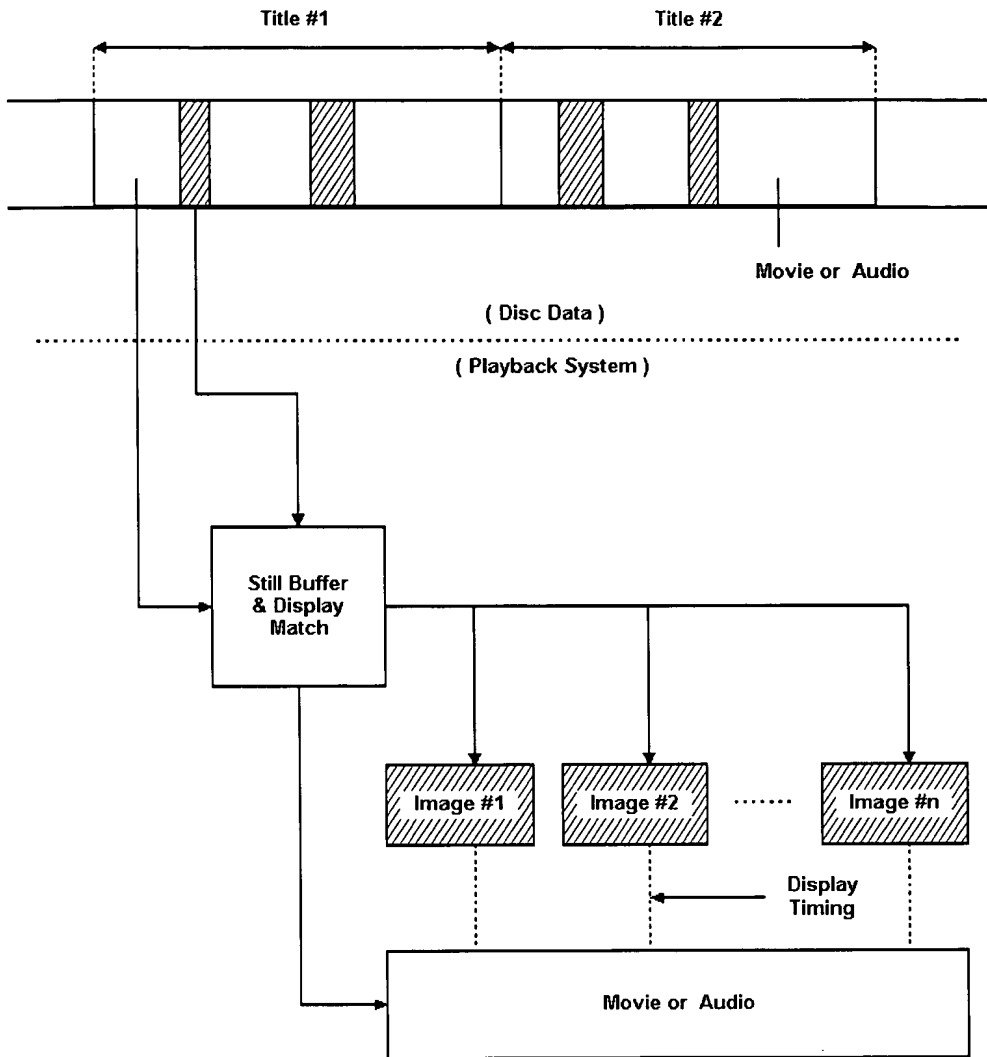 Title #1
Title #2
Movie or Audio
( Disc Data )
( Playback System )
Still Buffer
& Display
Match
Image #1
Image #2
Image #n
Display
Timing
Movie or Audio